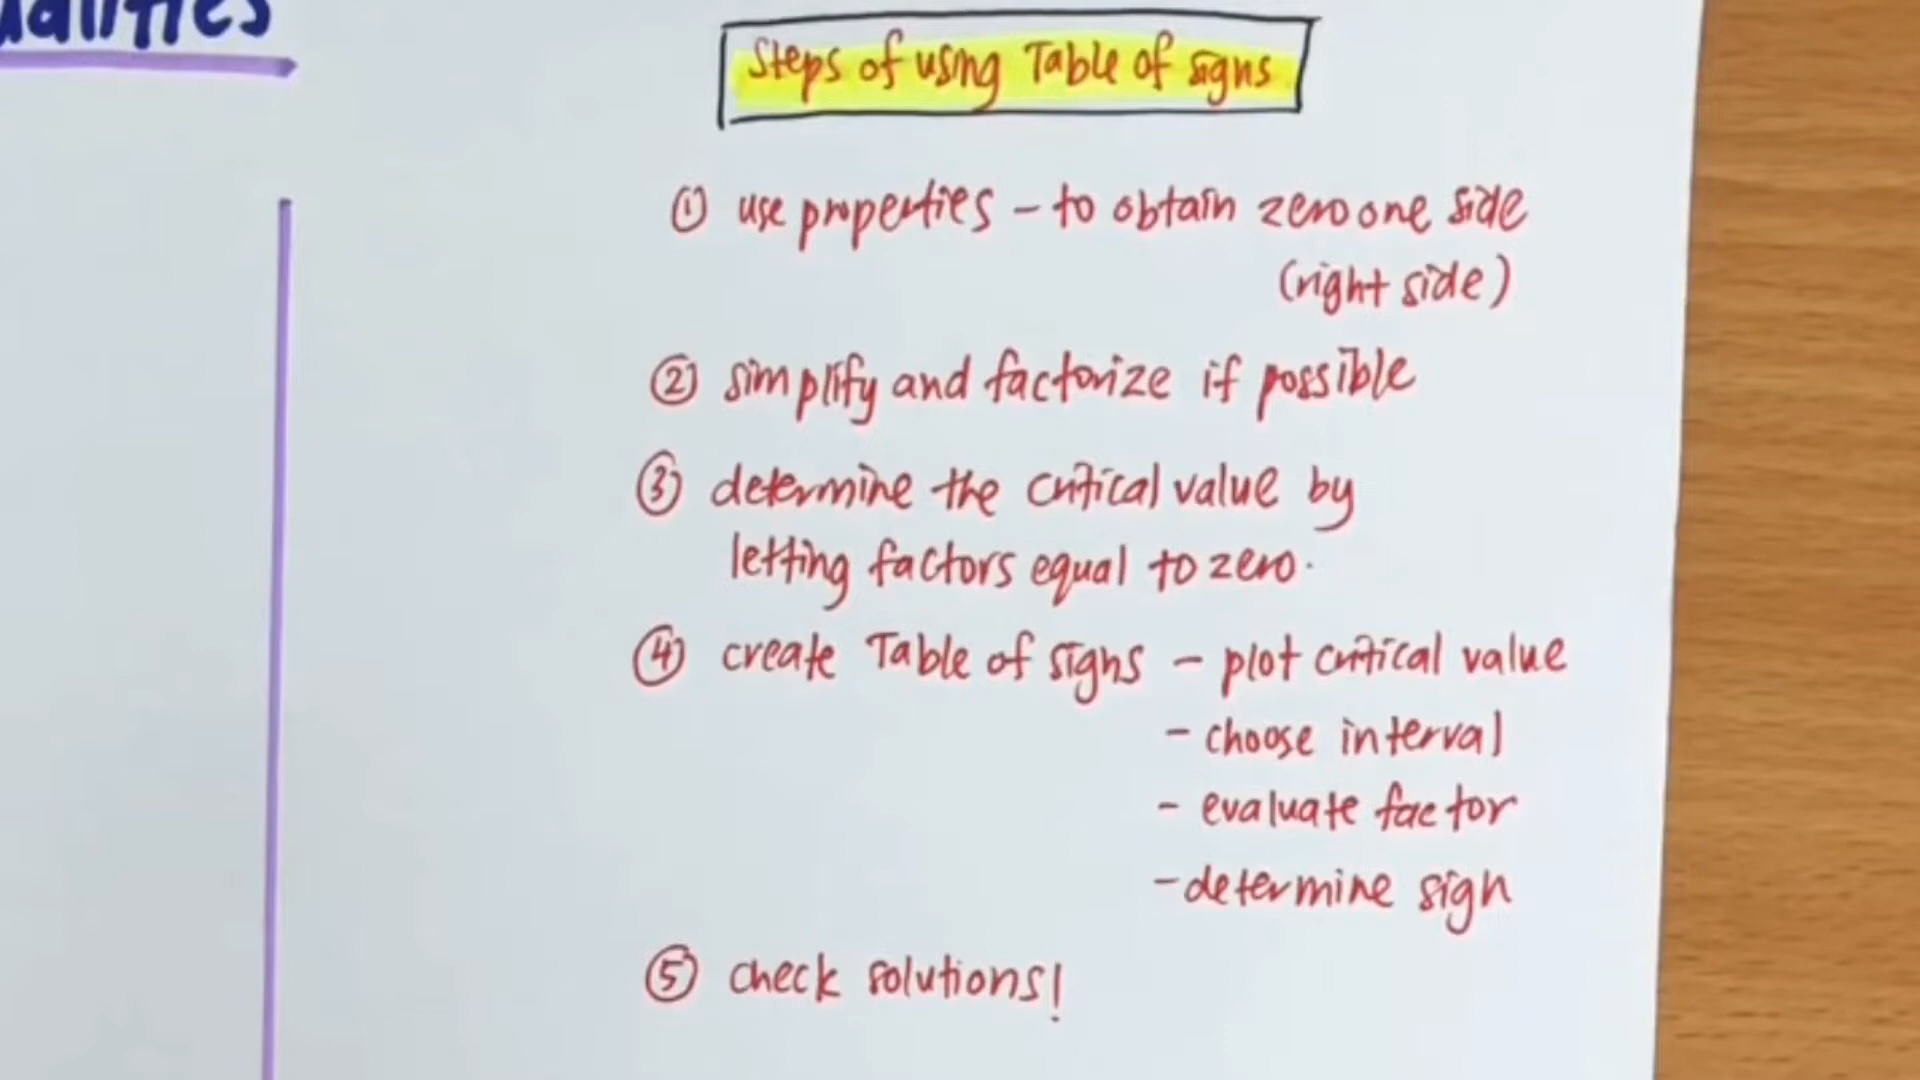 Steps of using Table of signs
① use properties - to obtain zero one side
(right side)
② simplify and factorize if possible
③ determine the critical value by
letting factors equal to zero.
④ create Table of signs - plot critical value
- choose interval
- evaluate factor
- determine sign
⑤ check solutions!